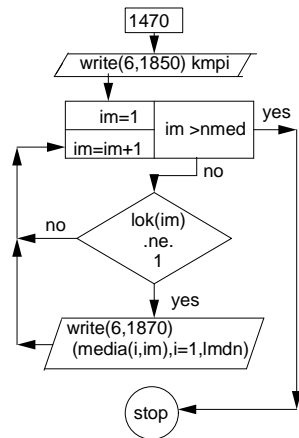 1470
write(6,1850) kmpi
im=1
im=im+1
im >nmed
yes
no
lok(im)
.ne.
1
no
yes
write(6,1870)
(media(i,im),i=1,lmdn)
stop